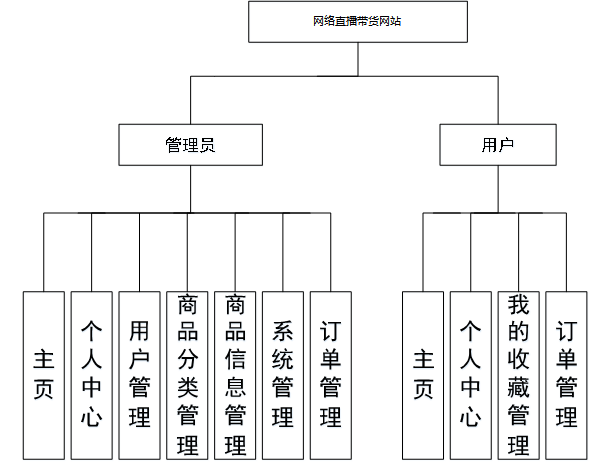 网络直播带货网站
管理员
用户
主页
个人中心
用户管理
商品分类管理
商品信息管理
系统管理
订单管理
主页
个人中心
我的收藏管理
订单管理